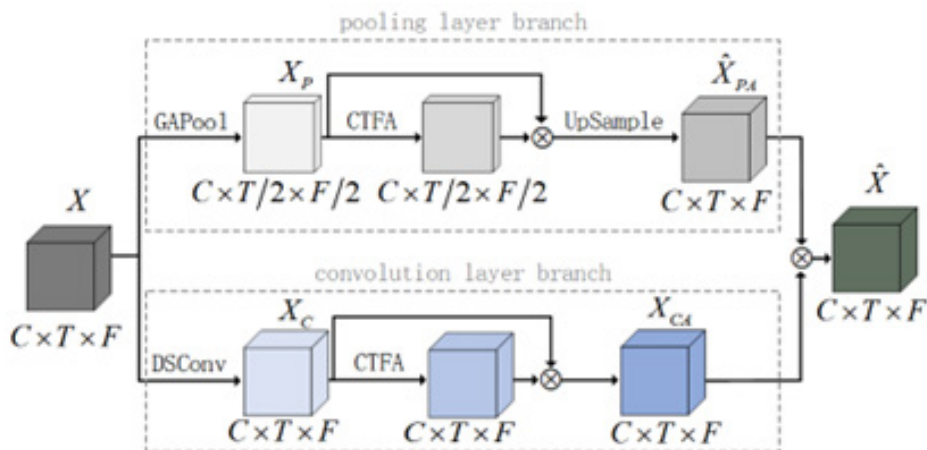 pooling layer branch
X_P
X̂_PA
GAPool
CTFA
UpSample
C×T/2×F/2
C×T/2×F/2
C×T×F
X
X̂
C×T×F
C×T×F
convolution layer branch
X_C
X_CA
DSConv
CTFA
C×T×F
C×T×F
C×T×F